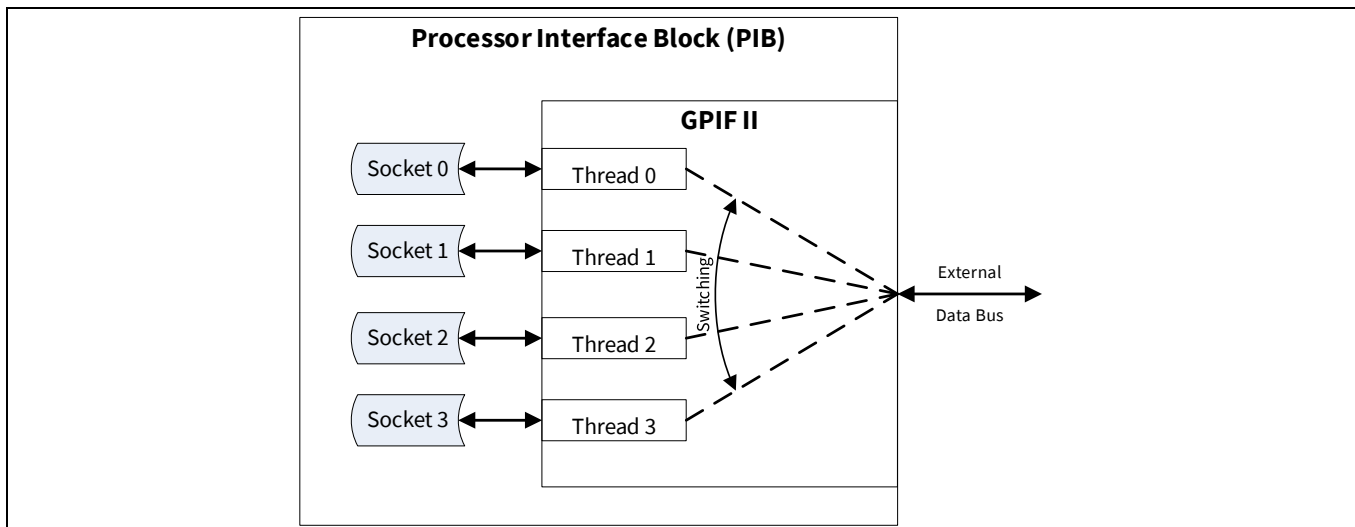 Processor Interface Block (PIB)
GPIF II
Socket 0
Thread 0
Socket 1
Thread 1
Switching
External
Data Bus
Socket 2
Thread 2
Socket 3
Thread 3